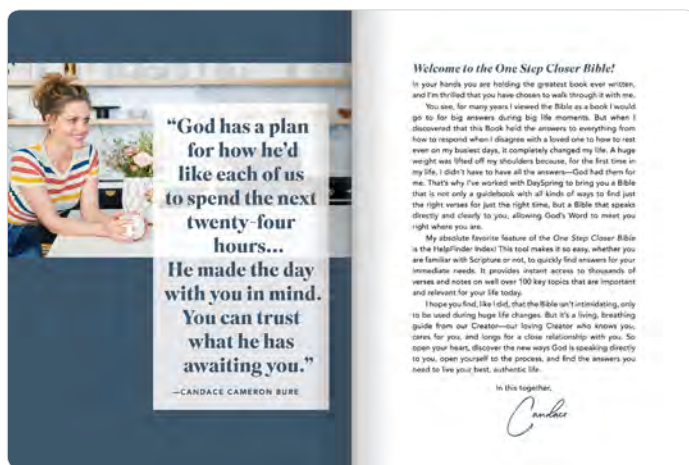 “God has a plan
for how he’d
like each of us
to spend the next
twenty-four
hours...
He made the day
with you in mind.
You can trust
what he has
awaiting you.”
—CANDACE CAMERON BURE
Welcome to the One Step Closer Bible!
In your hands you are holding the greatest book ever written,
and I’m thrilled that you have chosen to walk through it with me.
You see, for many years I viewed the Bible as a book I would
go to for big answers during big life moments. But when I
discovered that this Book held the answers to everything from
how to respond when I disagree with a loved one to how to rest
even on my busiest days, it completely changed my life. A huge
weight was lifted off my shoulders because, for the first time in
my life, I didn’t have to have all the answers—God had them for
me. That’s why I’ve worked with DaySpring to bring you a Bible
that is not only a guidebook with all kinds of ways to find just
the right verses for just the right time, but a Bible that speaks
directly and clearly to you, allowing God’s Word to meet you
right where you are.
My absolute favorite feature of the One Step Closer Bible
is the HelpFinder Index! This tool makes it so easy, whether you
are familiar with Scripture or not, to quickly find answers for your
immediate needs. It provides instant access to thousands of
verses and notes on well over 100 key topics that are important
and relevant for your life today.
I hope you find, like I did, that the Bible isn’t intimidating, only
to be used during huge life changes. But it’s a living, breathing
guide from our Creator—our loving Creator who knows you,
cares for you, and longs for a close relationship with you. So
open your heart, discover the new ways God is speaking directly
to you, open yourself to the process, and find the answers you
need to live your best, authentic life.
In this together,
Candace